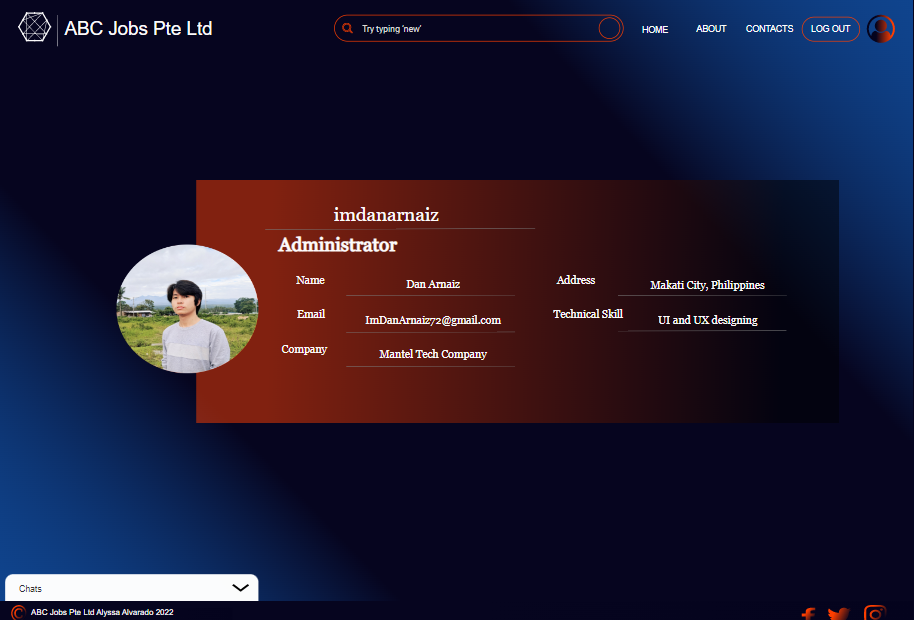 ABC Jobs Pte Ltd
Try typing 'new'
HOME
ABOUT
CONTACTS
LOG OUT
imdanarnaiz
Administrator
Name
Dan Arnaiz
Address
Makati City, Philippines
Email
ImDanArnaiz72@gmail.com
Technical Skill
UI and UX designing
Company
Mantel Tech Company
Chats
ABC Jobs Pte Ltd Alyssa Alvarado 2022